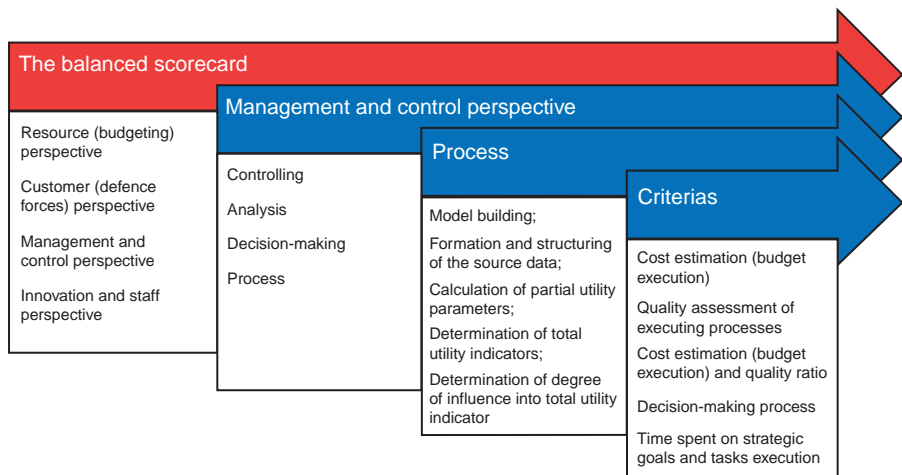 The balanced scorecard
Resource (budgeting)
perspective
Customer (defence
forces) perspective
Management and
control perspective
Innovation and staff
perspective
Management and control perspective
Controlling
Analysis
Decision-making
Process
Process
Model building;
Formation and structuring
of the source data;
Calculation of partial utility
parameters;
Determination of total
utility indicators;
Determination of degree
of influence into total utility
indicator
Criterias
Cost estimation (budget
execution)
Quality assessment of
executing processes
Cost estimation (budget
execution) and quality ratio
Decision-making process
Time spent on strategic
goals and tasks execution